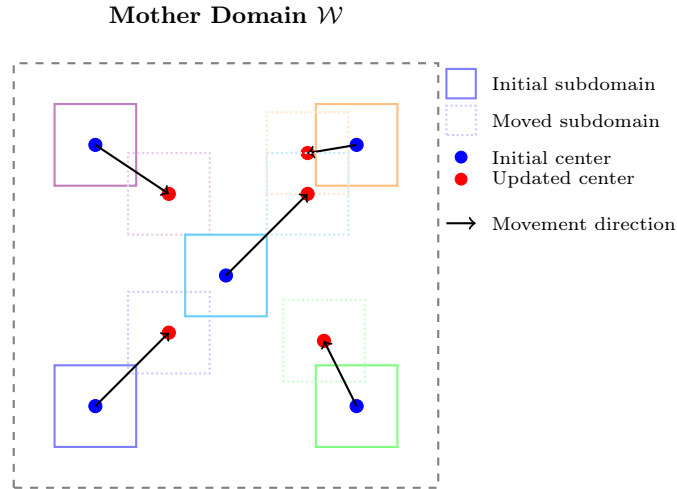 Mother Domain 𝒲
Initial subdomain
Moved subdomain
Initial center
Updated center
Movement direction